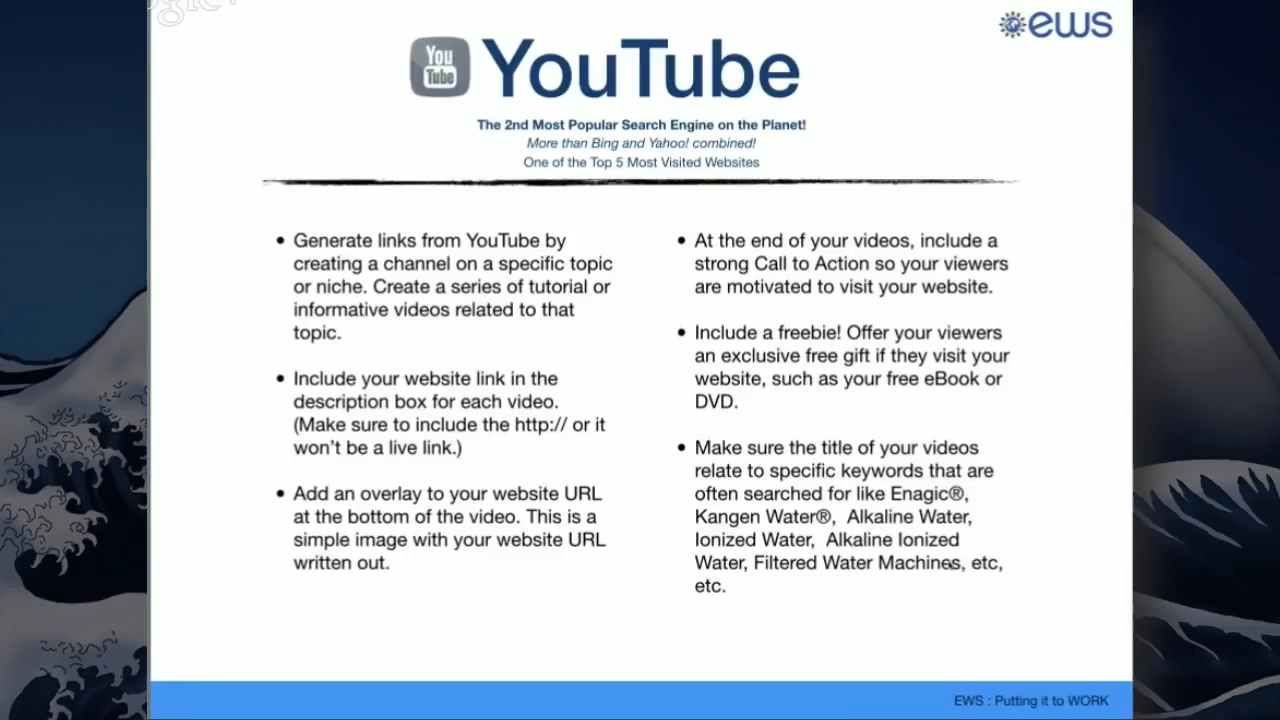 ews
You
Tube
YouTube
The 2nd Most Popular Search Engine on the Planet!
More than Bing and Yahoo! combined!
One of the Top 5 Most Visited Websites
• Generate links from YouTube by
creating a channel on a specific topic
or niche. Create a series of tutorial or
informative videos related to that
topic.
• Include your website link in the
description box for each video.
(Make sure to include the http:// or it
won't be a live link.)
• Add an overlay to your website URL
at the bottom of the video. This is a
simple image with your website URL
written out.
• At the end of your videos, include a
strong Call to Action so your viewers
are motivated to visit your website.
• Include a freebie! Offer your viewers
an exclusive free gift if they visit your
website, such as your free eBook or
DVD.
• Make sure the title of your videos
relate to specific keywords that are
often searched for like Enagic®,
Kangen Water®, Alkaline Water,
Ionized Water, Alkaline Ionized
Water, Filtered Water Machines, etc,
etc.
EWS : Putting it to WORK